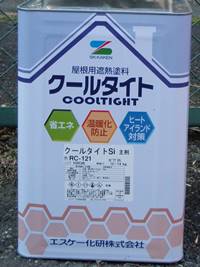 SK KAKEN
屋根用遮熱塗料
クールタイト
COOLTIGHT
省エネ
温暖化
防止
ヒート
アイランド
対策
クールタイトSi 主剤
RC-121
エスケー化研株式会社